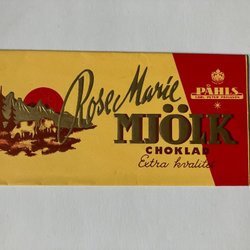 PÅHLS
Rose Marie
MJÖLK
CHOKLAD
Extra kvalité